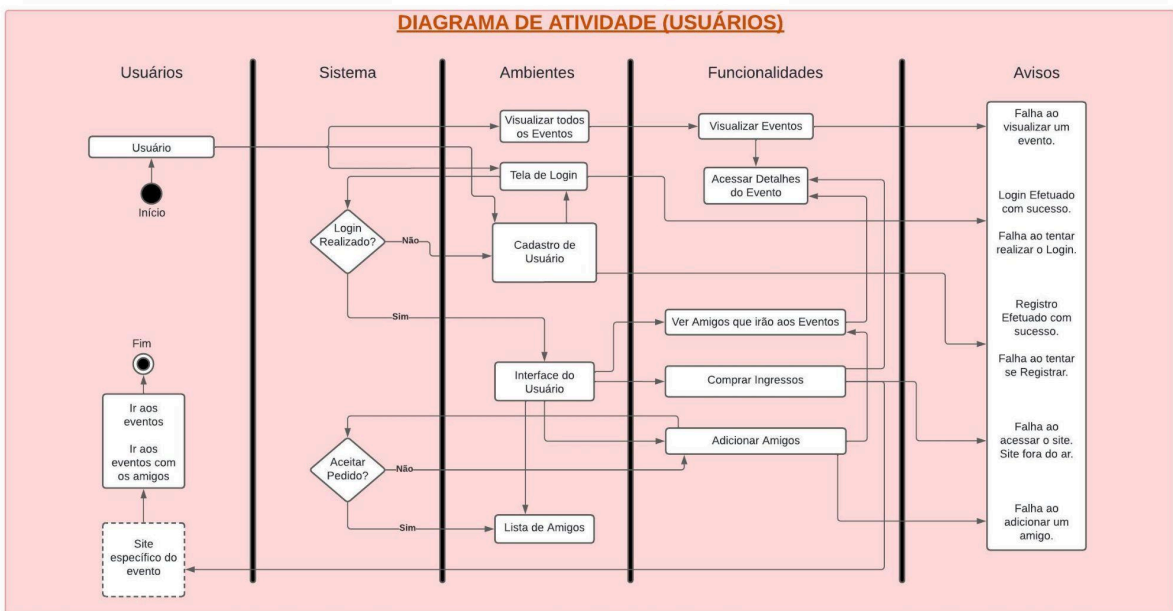 DIAGRAMA DE ATIVIDADE (USUÁRIOS)
Usuários
Sistema
Ambientes
Funcionalidades
Avisos
Usuário
Início
Fim
Ir aos
eventos
Ir aos
eventos com
os amigos
Site
específico do
evento
Login
Realizado?
Não
Sim
Aceitar
Pedido?
Não
Sim
Visualizar todos
os Eventos
Tela de Login
Cadastro de
Usuário
Interface do
Usuário
Lista de Amigos
Visualizar Eventos
Acessar Detalhes
do Evento
Ver Amigos que irão aos Eventos
Comprar Ingressos
Adicionar Amigos
Falha ao
visualizar um
evento.
Login Efetuado
com sucesso.
Falha ao tentar
realizar o Login.
Registro
Efetuado com
sucesso.
Falha ao tentar
se Registrar.
Falha ao
acessar o site.
Site fora do ar.
Falha ao
adicionar um
amigo.